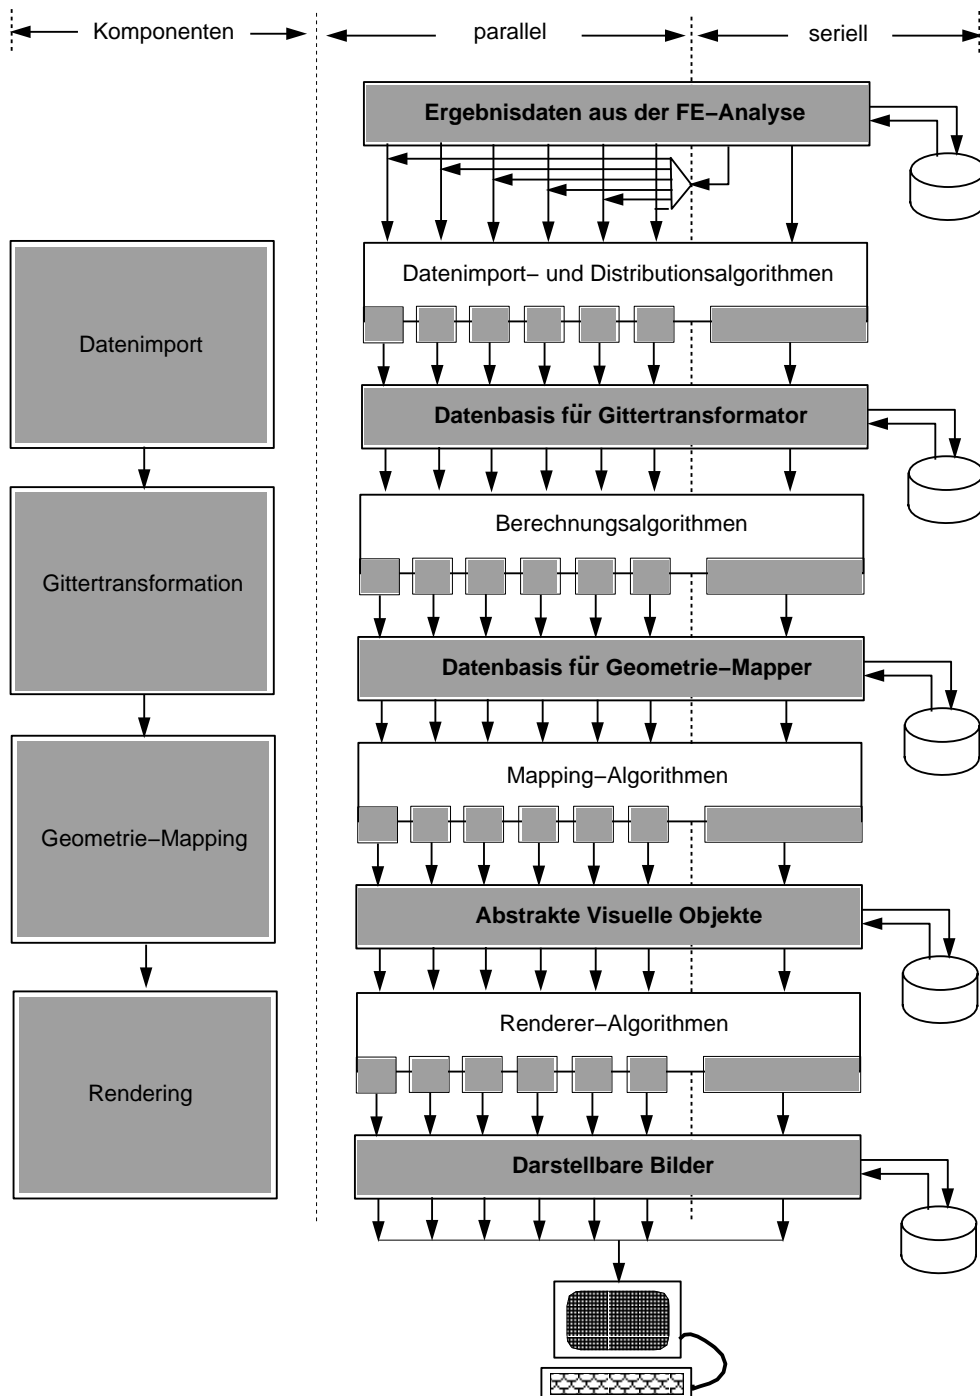 Komponenten
parallel
seriell
Ergebnisdaten aus der FE–Analyse
Datenimport– und Distributionsalgorithmen
Datenimport
Datenbasis für Gittertransformator
Berechnungsalgorithmen
Gittertransformation
Datenbasis für Geometrie–Mapper
Mapping–Algorithmen
Geometrie–Mapping
Abstrakte Visuelle Objekte
Renderer–Algorithmen
Rendering
Darstellbare Bilder